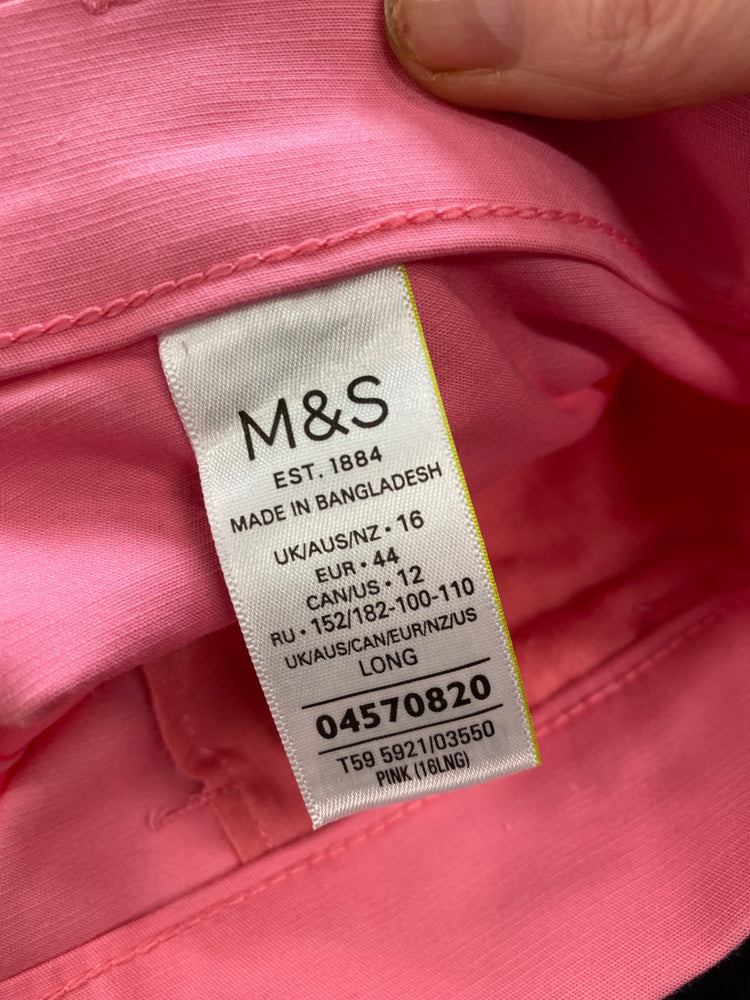 M&S
EST. 1884
MADE IN BANGLADESH
UK/AUS/NZ • 16
EUR • 44
CAN/US • 12
RU • 152/182-100-110
UK/AUS/CAN/EUR/NZ/US
LONG
04570820
T59 5921/03550
PINK (16LNG)